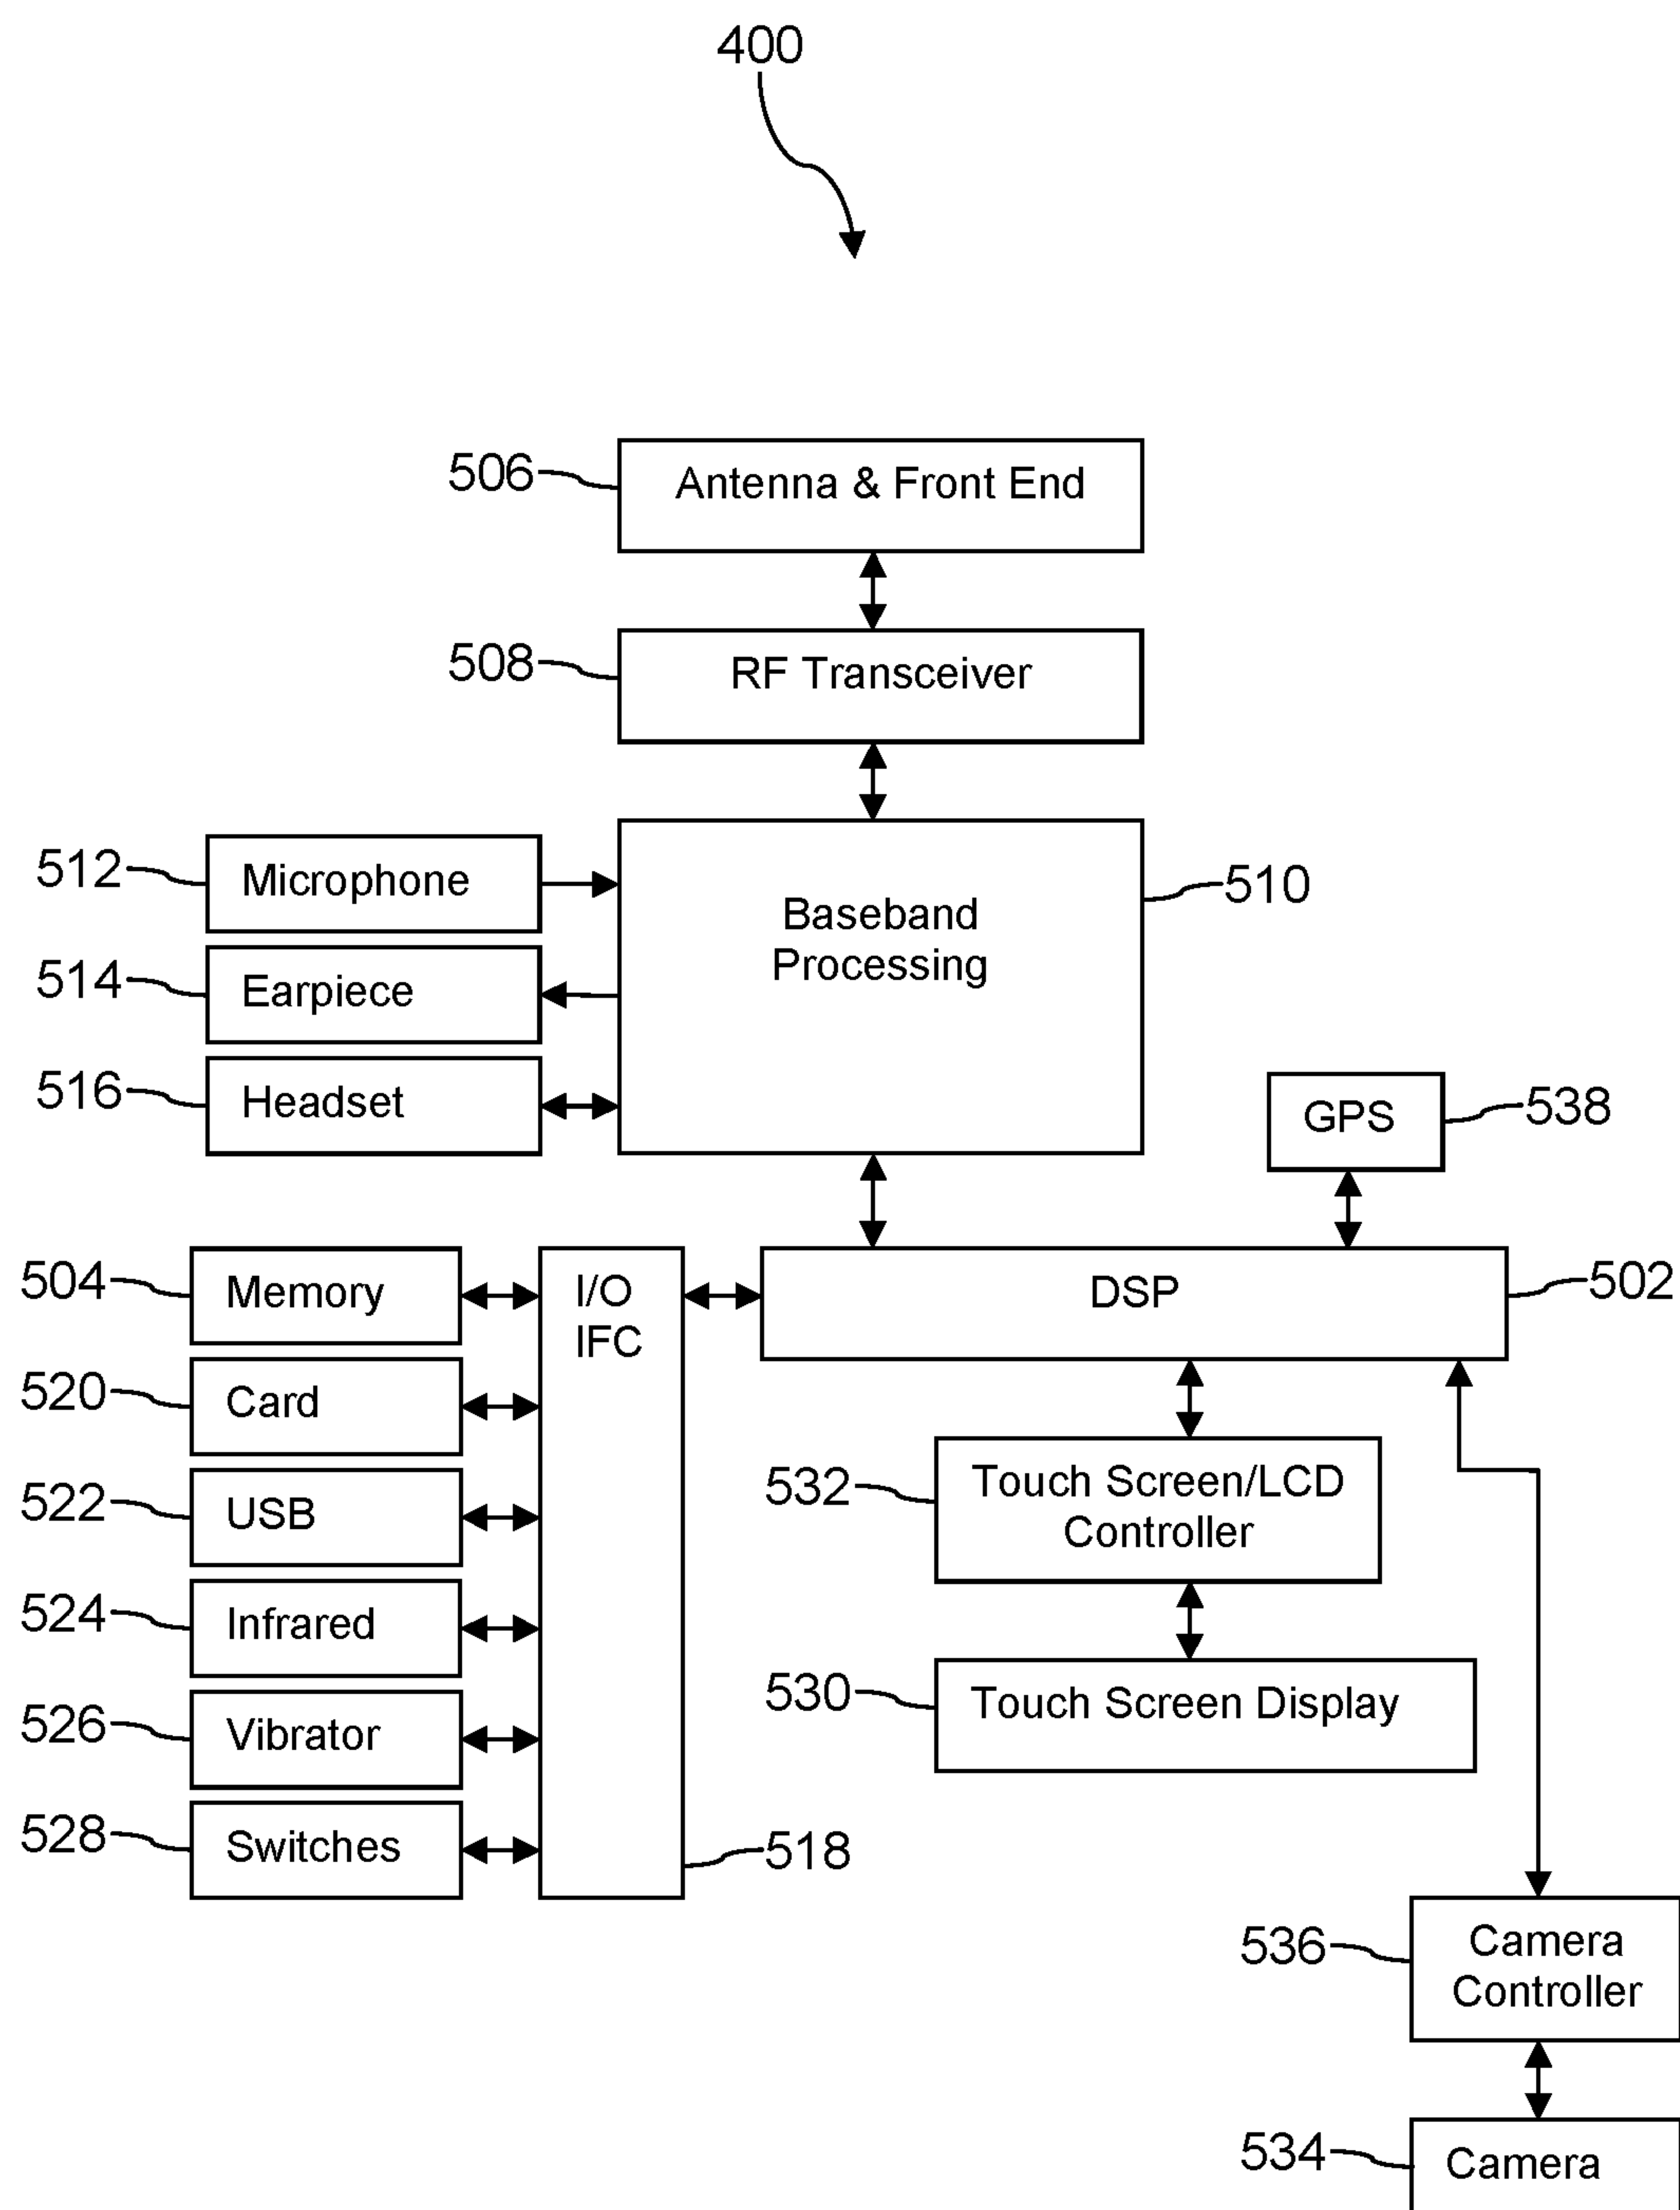 400
506
Antenna & Front End
508
RF Transceiver
512
Microphone
Baseband
Processing
510
514
Earpiece
516
Headset
GPS
538
504
Memory
I/O
IFC
DSP
502
520
Card
522
USB
532
Touch Screen/LCD
Controller
524
Infrared
530
Touch Screen Display
526
Vibrator
528
Switches
518
536
Camera
Controller
534
Camera